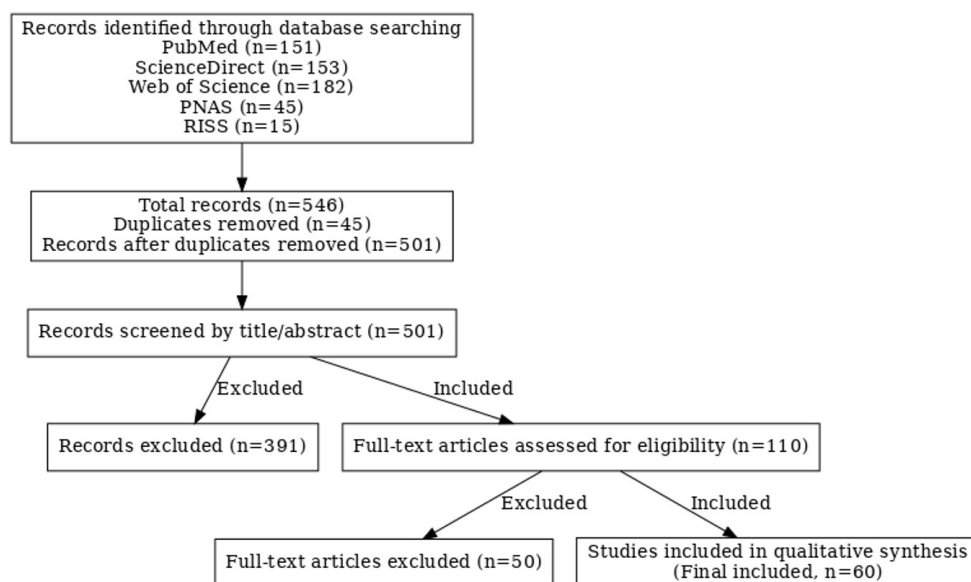 Records identified through database searching
PubMed (n=151)
ScienceDirect (n=153)
Web of Science (n=182)
PNAS (n=45)
RISS (n=15)
Total records (n=546)
Duplicates removed (n=45)
Records after duplicates removed (n=501)
Records screened by title/abstract (n=501)
Excluded
Included
Records excluded (n=391)
Full-text articles assessed for eligibility (n=110)
Excluded
Included
Full-text articles excluded (n=50)
Studies included in qualitative synthesis
(Final included, n=60)